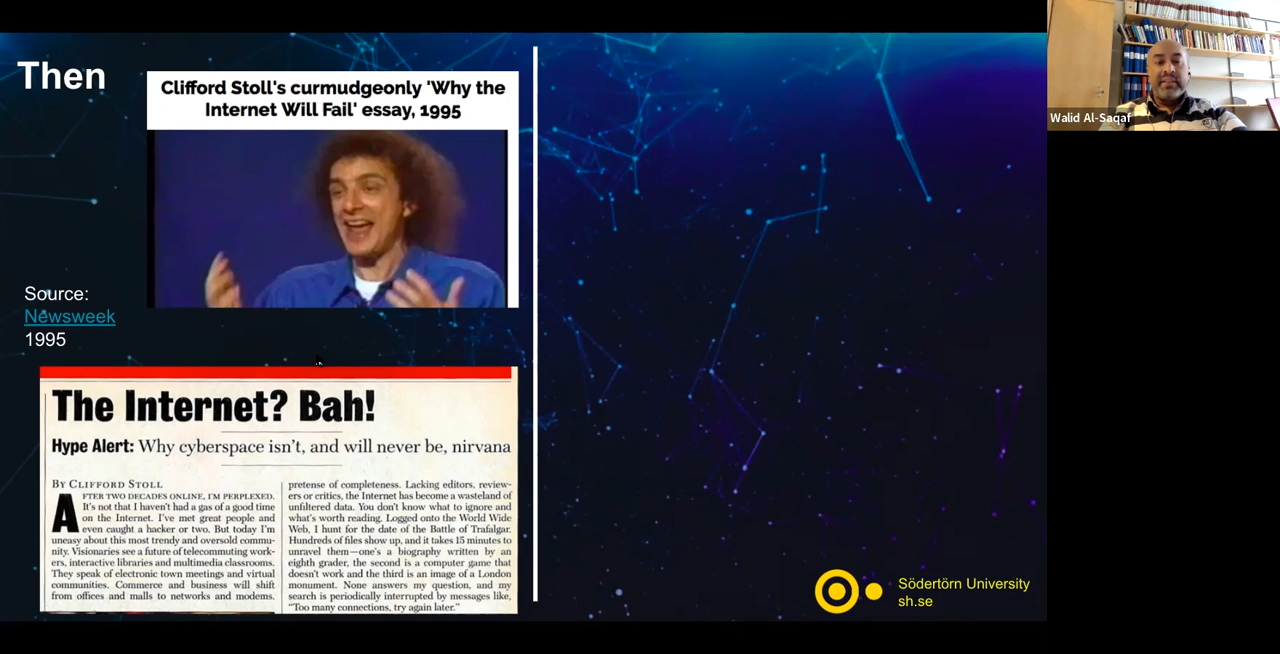 Then
Clifford Stoll's curmudgeonly 'Why the
Internet Will Fail' essay, 1995
Source:
Newsweek
1995
The Internet? Bah!
Hype Alert: Why cyberspace isn't, and will never be, nirvana
BY CLIFFORD STOLL
AFTER TWO DECADES ONLINE, I'M PERPLEXED.
It's not that I haven't had a gas of a good time
on the Internet. I've met great people and
even caught a hacker or two. But today I'm
uneasy about this most trendy and oversold commu-
nity. Visionaries see a future of telecommuting work-
ers, interactive libraries and multimedia classrooms.
They speak of electronic town meetings and virtual
communities. Commerce and business will shift
from offices and malls to networks and modems.
pretense of completeness. Lacking editors, review-
ers or critics, the Internet has become a wasteland of
unfiltered data. You don't know what to ignore and
what's worth reading. Logged onto the World Wide
Web, I hunt for the date of the Battle of Trafalgar.
Hundreds of files show up, and it takes 15 minutes to
unravel them—one's a biography written by an
eighth grader, the second is a computer game that
doesn't work and the third is an image of a London
monument. None answers my question, and my
search is periodically interrupted by messages like,
"Too many connections, try again later."
Södertörn University
sh.se
Walid Al-Saqaf